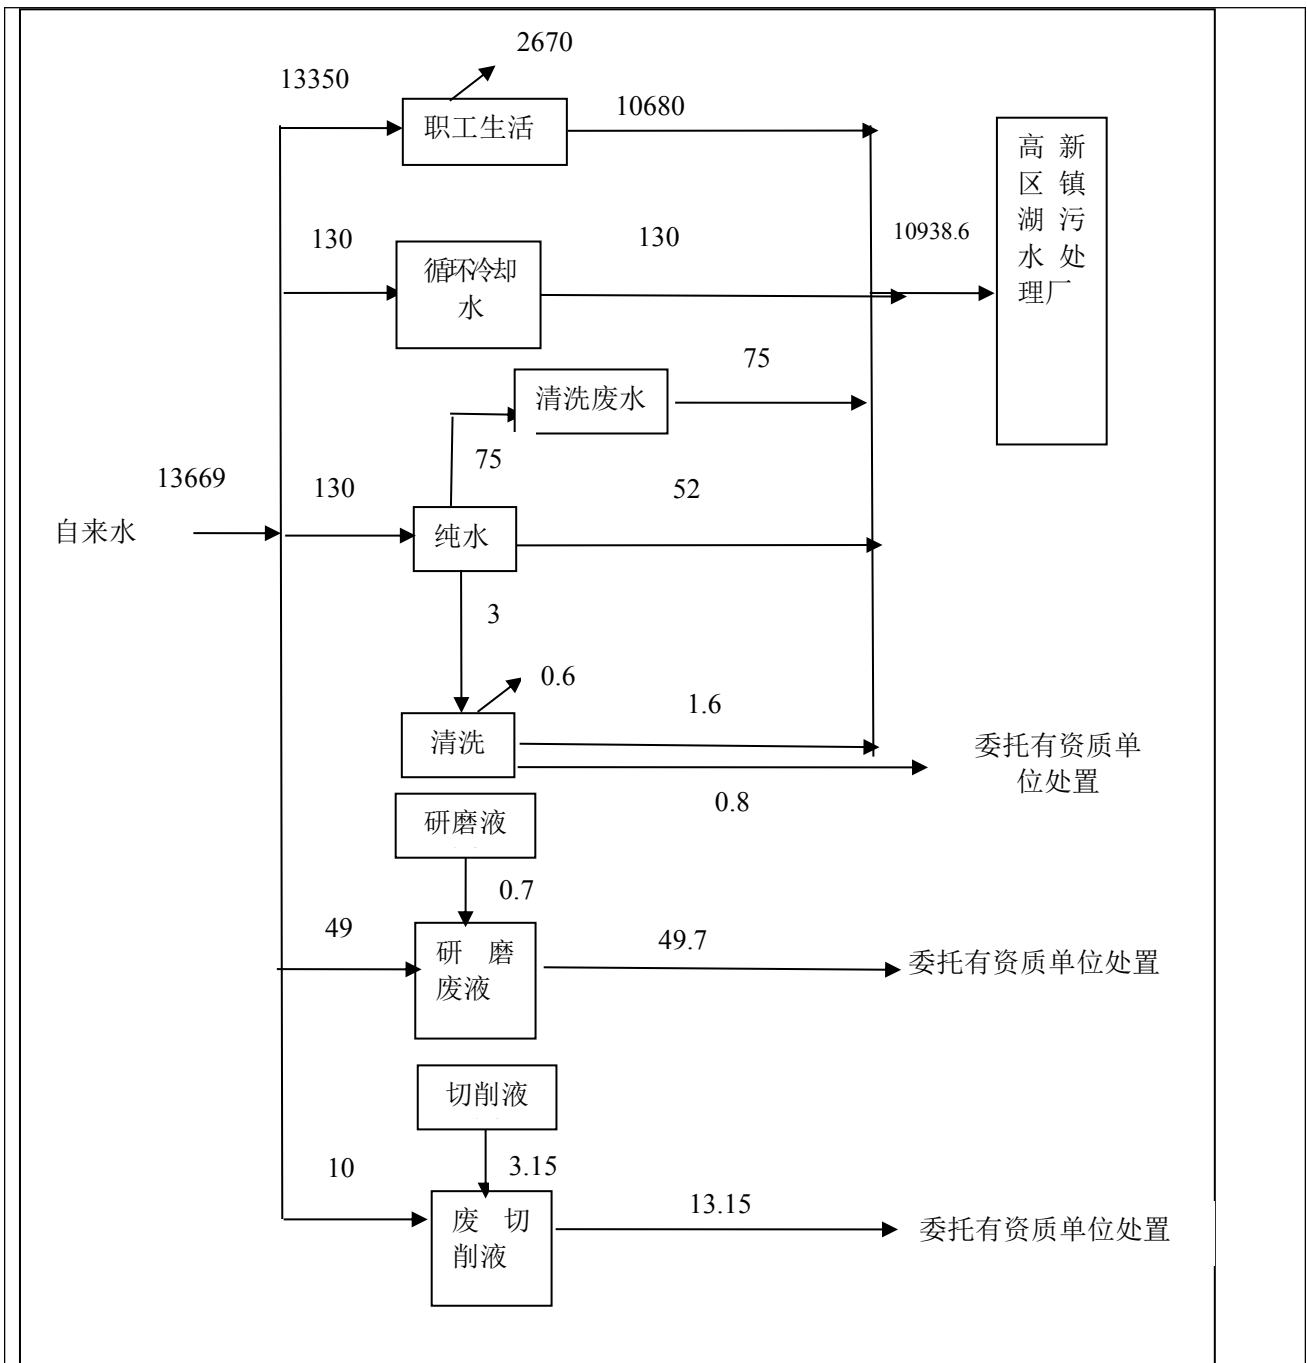 2670
13350
职工生活
10680
高 新
区 镇
湖 污
水 处
理厂
130
循环冷却
水
130
10938.6
75
清洗废水
75
13669
自来水
130
纯水
52
3
0.6
清洗
1.6
委托有资质单
位处置
0.8
研磨液
0.7
49
研 磨
废液
49.7
委托有资质单位处置
切削液
3.15
10
废 切
削液
13.15
委托有资质单位处置